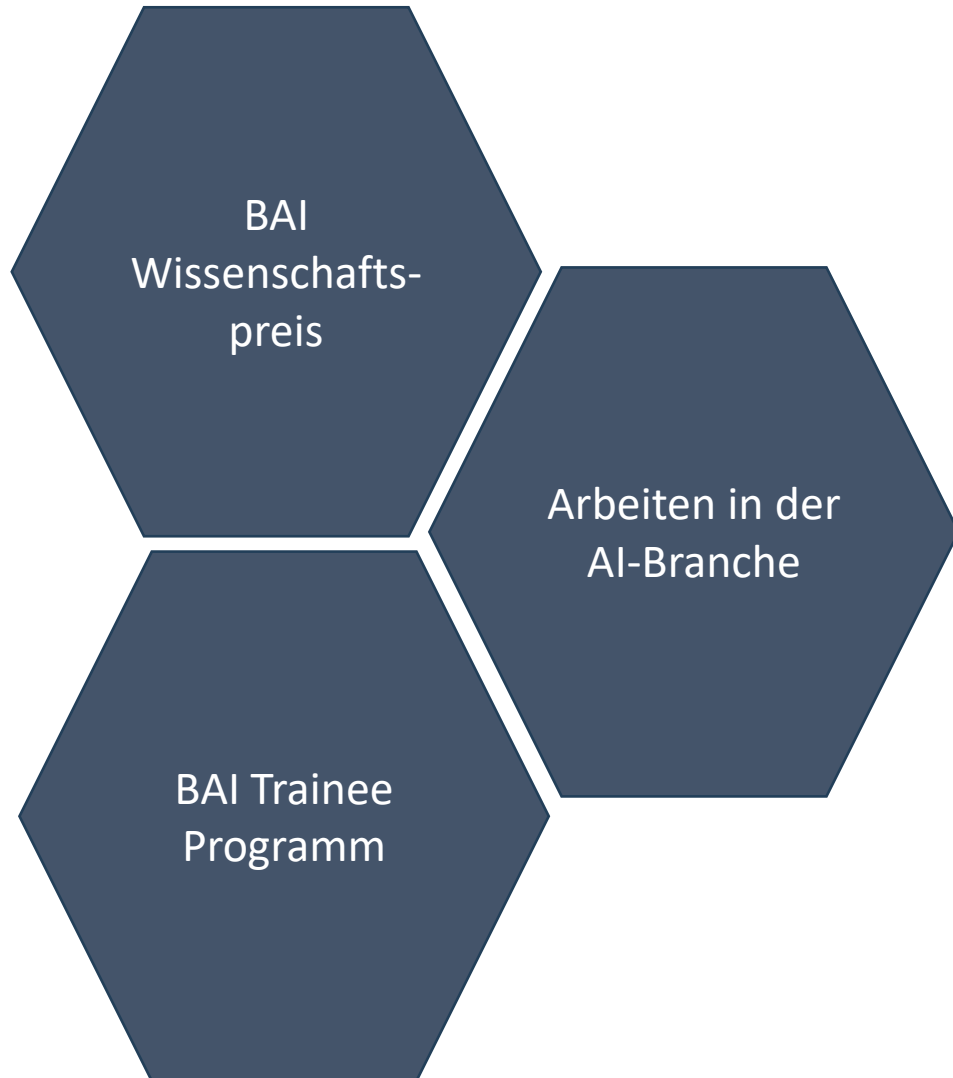 BAI
Wissenschafts-
preis
Arbeiten in der
AI-Branche
BAI Trainee
Programm